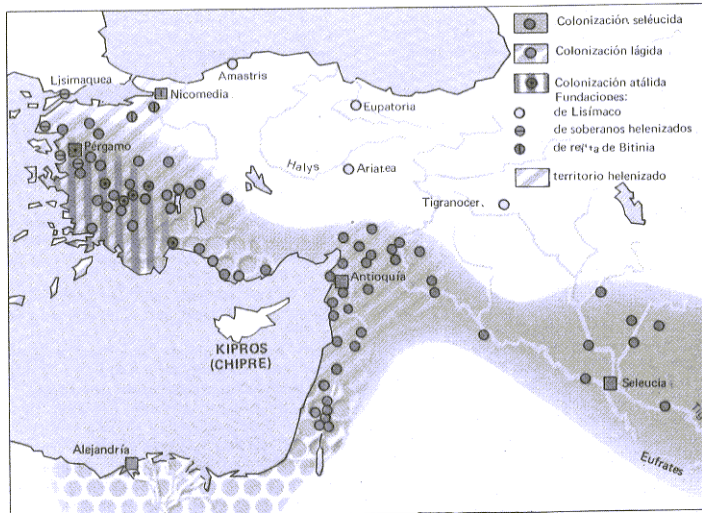 Colonización seléucida
Colonización lágida
Colonización atálida
Fundaciones:
de Lisímaco
de soberanos helenizados
de Bitinia
territorio helenizado
Lisimaquea
Amastris
Nicomedia
Eupatoria
Pérgamo
Halys
Ariatea
Tigranocer.
Antioquía
KIPROS
(CHIPRE)
Seleucia
Alejandría
Eufrates